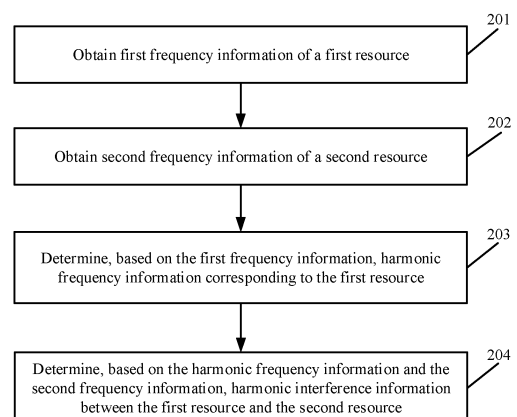 201
Obtain first frequency information of a first resource
202
Obtain second frequency information of a second resource
203
Determine, based on the first frequency information, harmonic
frequency information corresponding to the first resource
204
Determine, based on the harmonic frequency information and the
second frequency information, harmonic interference information
between the first resource and the second resource